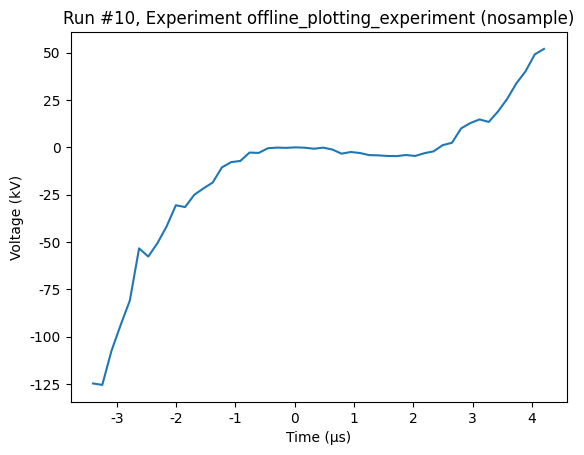 Run #10, Experiment offline_plotting_experiment (nosample)
50
25
0
-25
-50
-75
-100
-125
Voltage (kV)
-3 -2 -1 0 1 2 3 4
Time (μs)